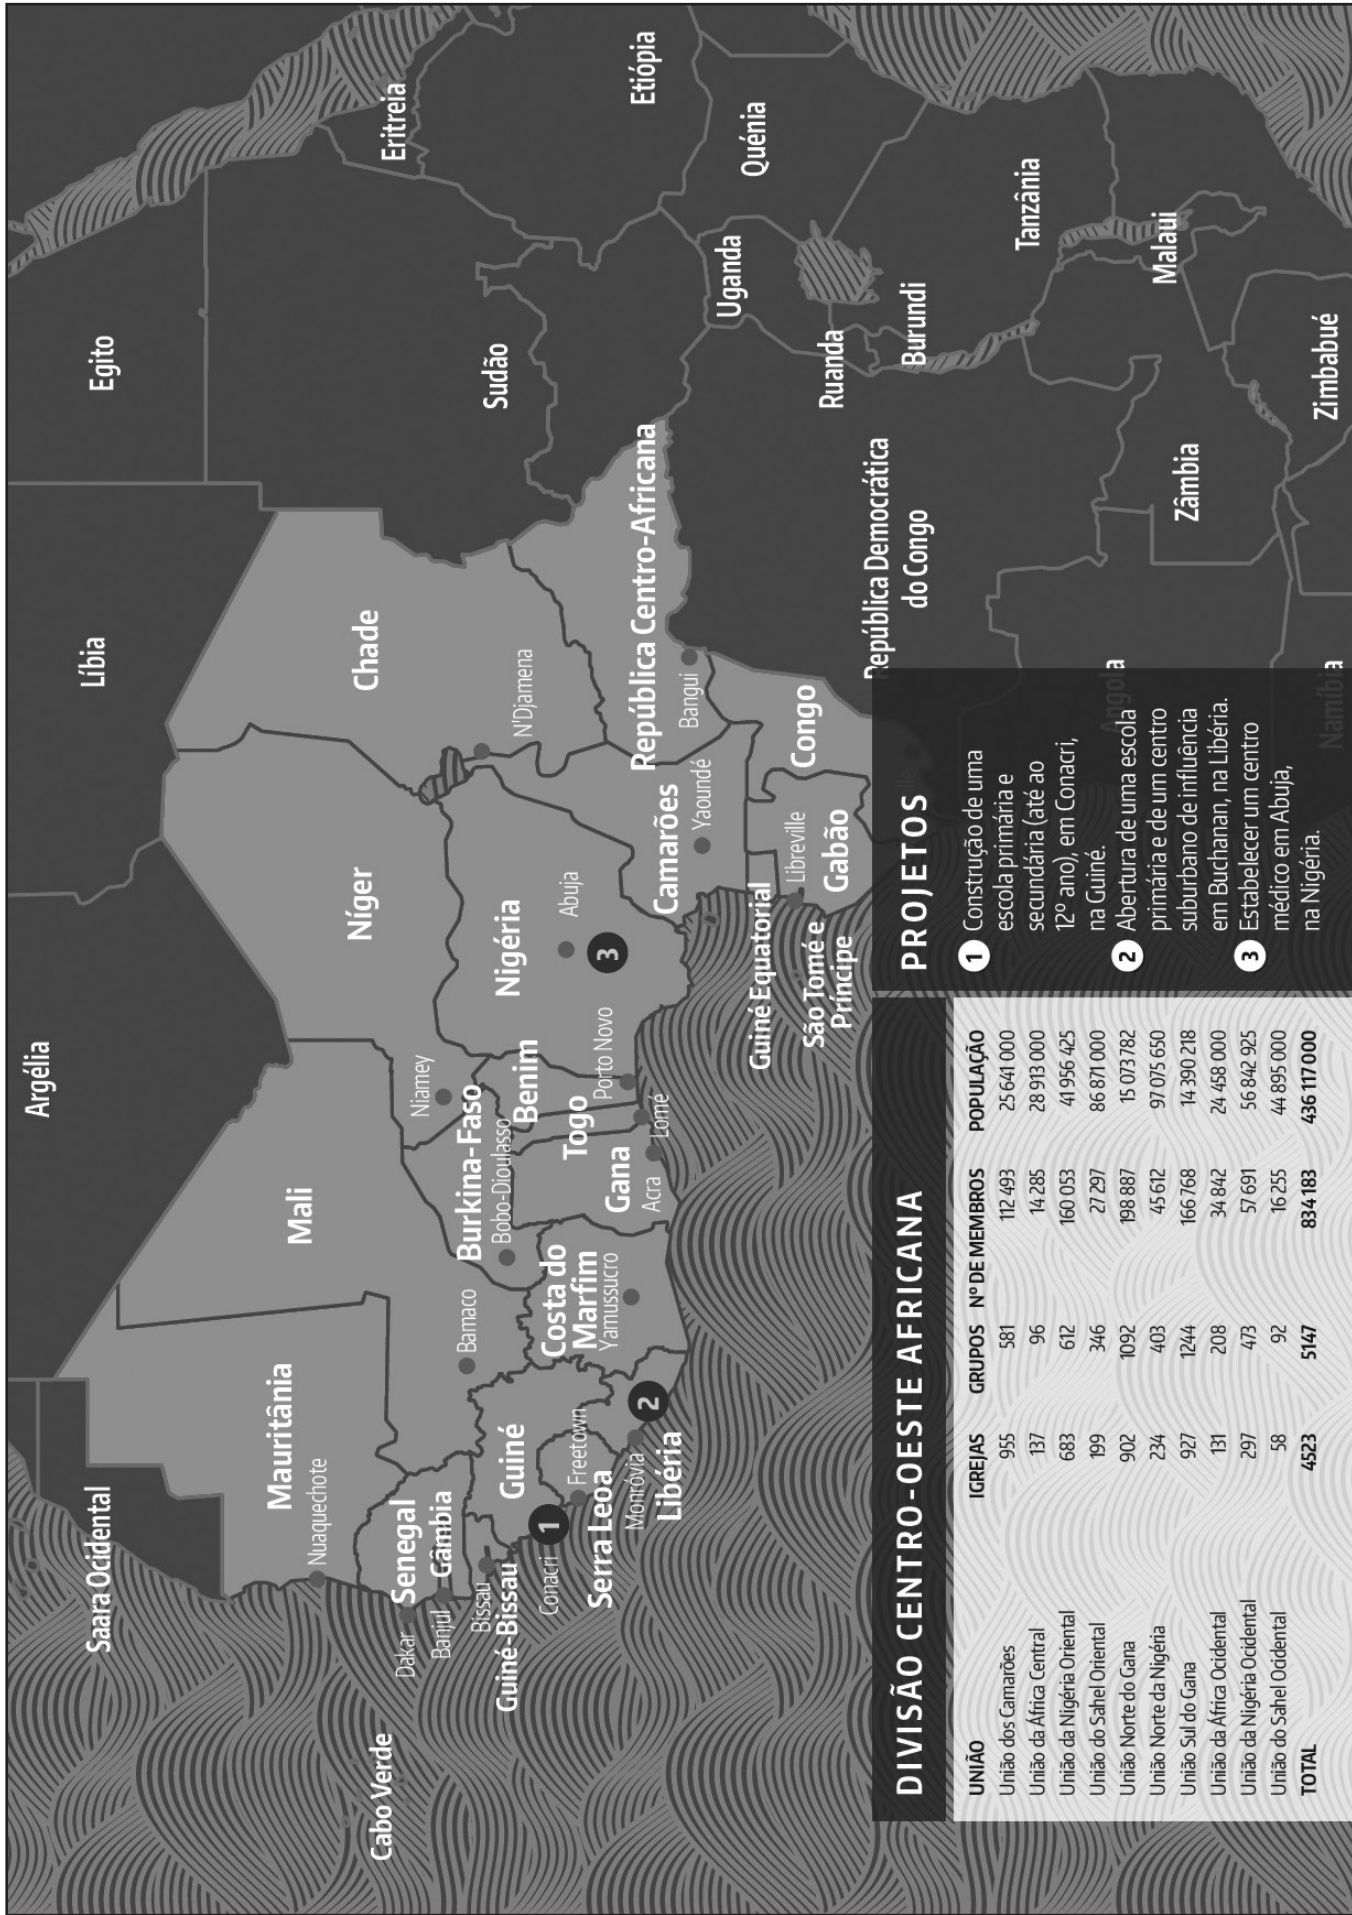 Saara Ocidental
Argélia
Líbia
Egito
Cabo Verde
Mauritânia
Nuaquechote
Mali
Níger
Chade
Sudão
Eritreia
Etiópia
Dakar
Senegal
Banjul
Gâmbia
Bissau
Guiné-Bissau
Guiné
Conacri
1
Freetown
Serra Leoa
Monróvia
Libéria
2
Bamaco
Costa do
Marfim
Yamussucro
Burkina-Faso
Bobo-Dioulasso
Niamey
Benim
Togo
Gana
Acra
Lomé
Porto Novo
Nigéria
Abuja
3
N'Djamena
Camarões
Yaoundé
República Centro-Africana
Bangui
Guiné Equatorial
São Tomé e
Príncipe
Libreville
Gabão
Congo
República Democrática
do Congo
Uganda
Quénia
Ruanda
Burundi
Tanzânia
Malaui
Zâmbia
Zimbabué
Angola
Namíbia
DIVISÃO CENTRO-OESTE AFRICANA
UNIÃO IGREJAS GRUPOS Nº DE MEMBROS POPULAÇÃO
União dos Camarões 955 581 112 493 25 641 000
União da África Central 137 96 14 285 28 913 000
União da Nigéria Oriental 683 612 160 053 41 956 425
União do Sahel Oriental 199 346 27 297 86 871 000
União Norte do Gana 902 1092 198 887 15 073 782
União Norte da Nigéria 234 403 45 612 97 075 650
União Sul do Gana 927 1244 166 768 14 390 218
União da África Ocidental 131 208 34 842 24 458 000
União da Nigéria Ocidental 297 473 57 691 56 842 925
União do Sahel Ocidental 58 92 16 255 44 895 000
TOTAL 4523 5147 834 183 436 117 000
PROJETOS
1 Construção de uma
escola primária e
secundária (até ao
12º ano), em Conacri,
na Guiné.
2 Abertura de uma escola
primária e de um centro
suburbano de influência
em Buchanan, na Libéria.
3 Estabelecer um centro
médico em Abuja,
na Nigéria.